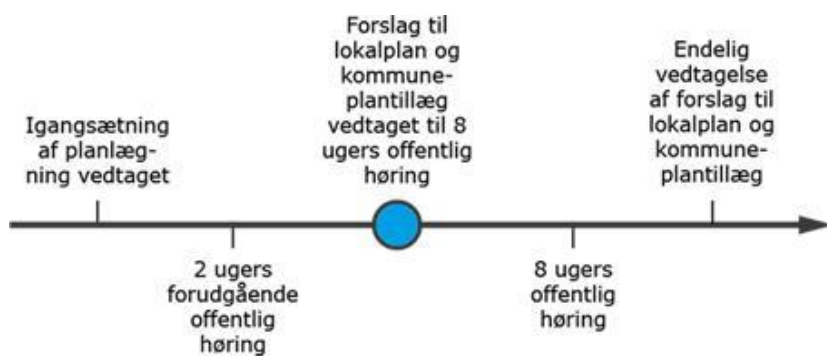 Igangsætning
af planlæg-
ning vedtaget
2 ugers
forudgående
offentlig
høring
Forslag til
lokalplan og
kommune-
plantillæg
vedtaget til 8
ugers offentlig
høring
8 ugers
offentlig
høring
Endelig
vedtagelse
af forslag til
lokalplan og
kommune-
plantillæg